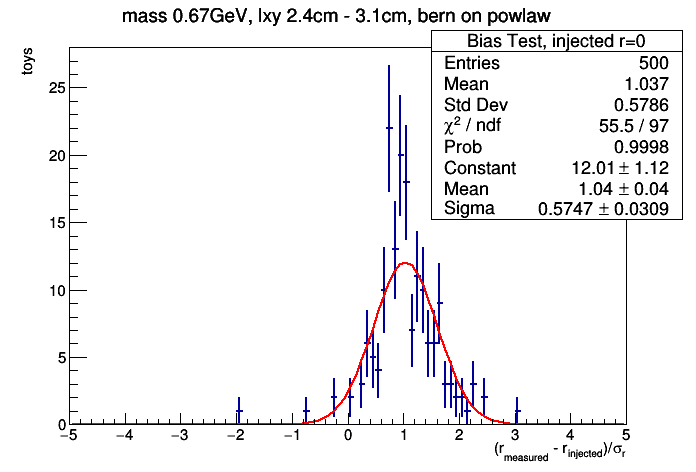 mass 0.67GeV, lxy 2.4cm - 3.1cm, bern on powlaw
Bias Test, injected r=0
Entries 500
Mean 1.037
Std Dev 0.5786
χ² / ndf 55.5 / 97
Prob 0.9998
Constant 12.01 ± 1.12
Mean 1.04 ± 0.04
Sigma 0.5747 ± 0.0309
toys
25
20
15
10
5
0
−5 −4 −3 −2 −1 0 1 2 3 4 5
(r_measured - r_injected)/σ_r